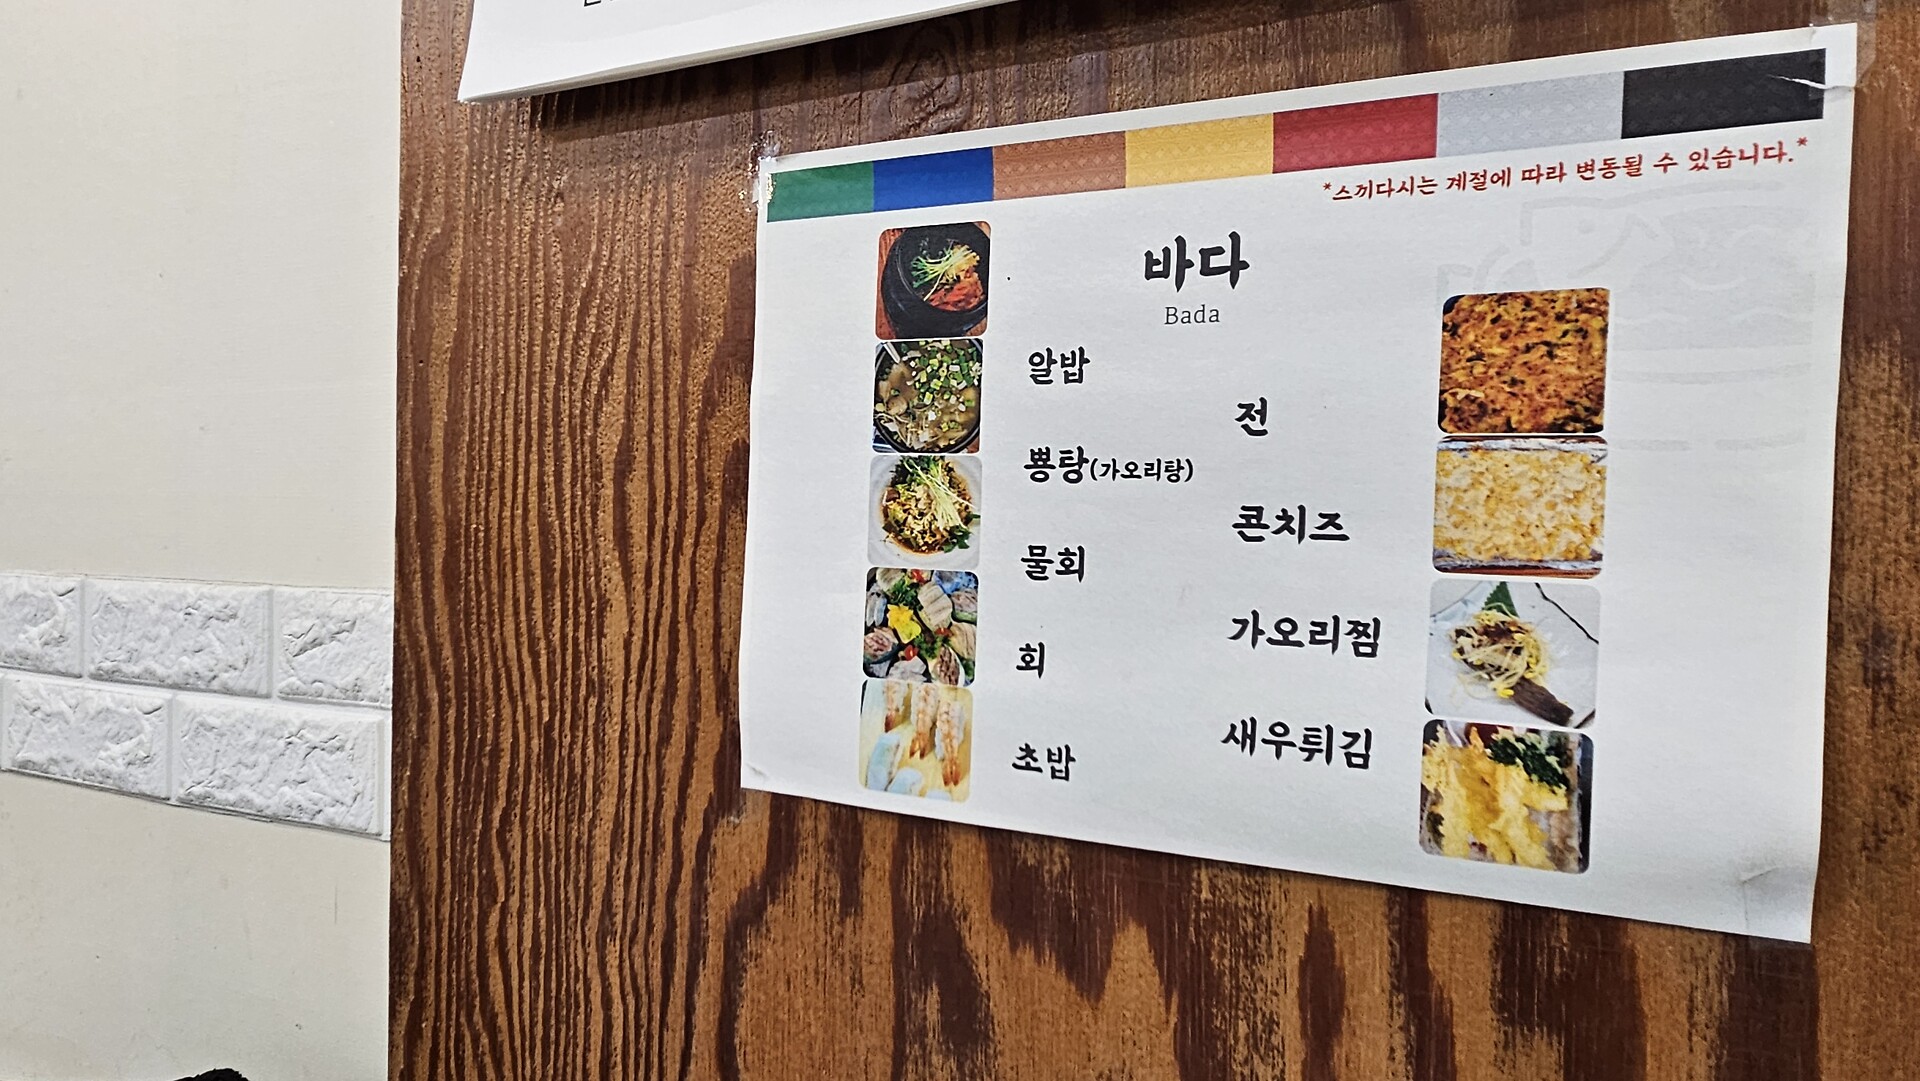 *스끼다시는 계절에 따라 변동될 수 있습니다.*
바다
Bada
알밥
뿅탕(가오리탕)
물회
회
초밥
전
콘치즈
가오리찜
새우튀김